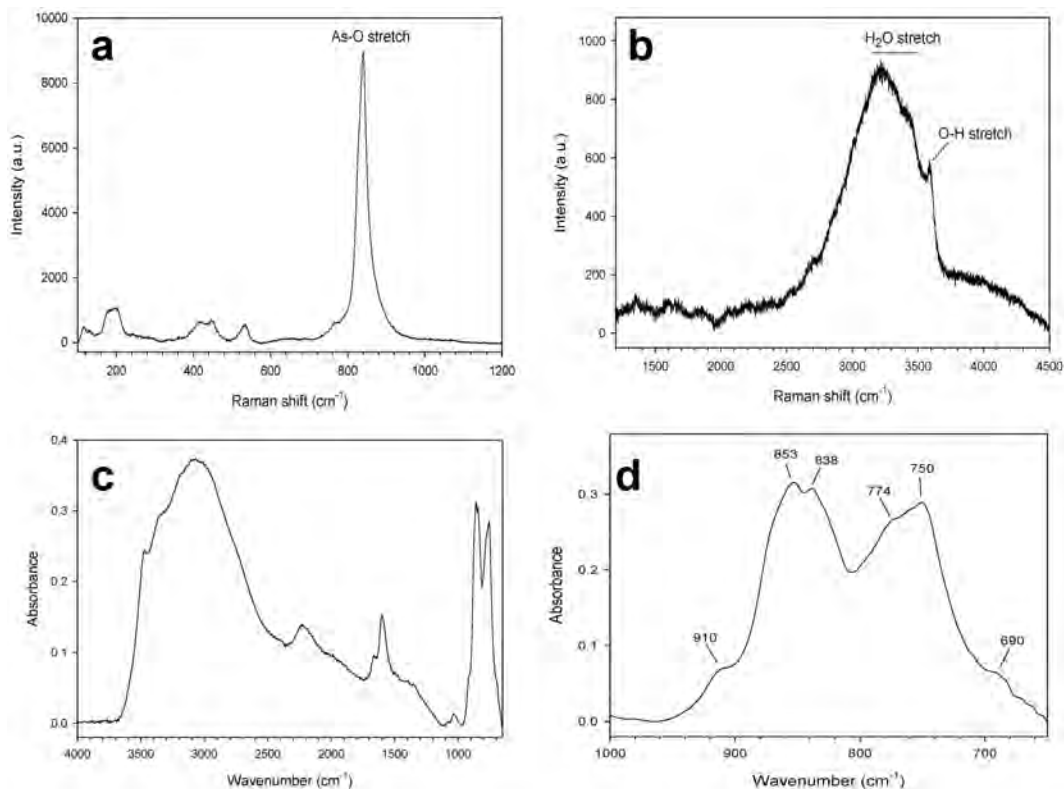 a
As-O stretch
10000
8000
6000
4000
2000
0
Intensity (a.u.)
200 400 600 800 1000 1200
Raman shift (cm⁻¹)
b
H₂O stretch
O-H stretch
1000
800
600
400
200
0
Intensity (a.u.)
1500 2000 2500 3000 3500 4000 4500
Raman shift (cm⁻¹)
c
0,4
0.3
0.2
0.1
0.0
Absorbance
4000 3500 3000 2500 2000 1500 1000
Wavenumber (cm⁻¹)
d
853 838 774 750
910 690
0.3
0.2
0.1
0.0
Absorbance
1000 900 800 700
Wavenumber (cm⁻¹)